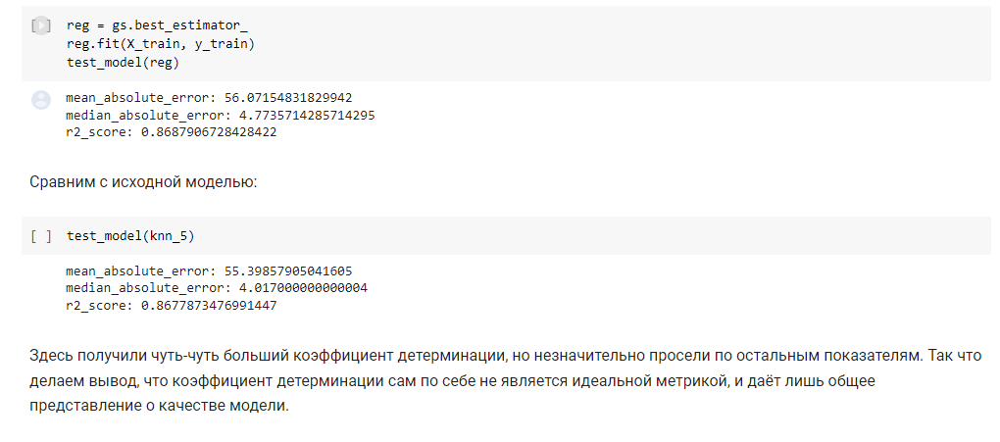 [ ] reg = gs.best_estimator_
reg.fit(X_train, y_train)
test_model(reg)
mean_absolute_error: 56.07154831829942
median_absolute_error: 4.7735714285714295
r2_score: 0.8687906728428422
Сравним с исходной моделью:
[ ] test_model(knn_5)
mean_absolute_error: 55.39857905041605
median_absolute_error: 4.017000000000004
r2_score: 0.8677873476991447
Здесь получили чуть-чуть больший коэффициент детерминации, но незначительно просели по остальным показателям. Так что
делаем вывод, что коэффициент детерминации сам по себе не является идеальной метрикой, и даёт лишь общее
представление о качестве модели.